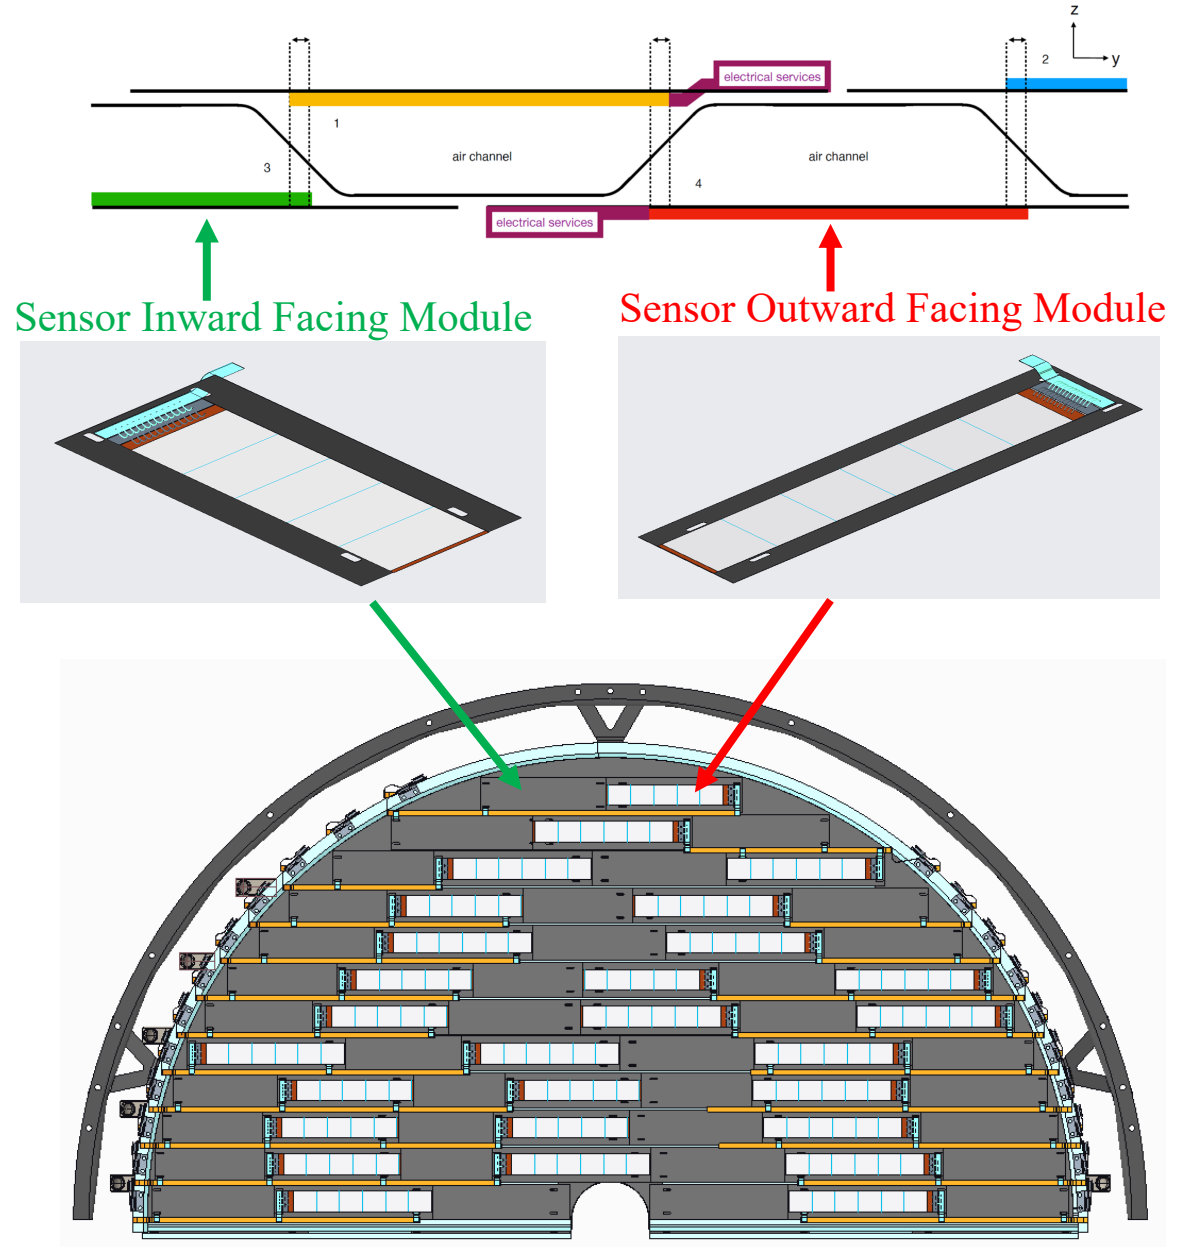 z
2
y
electrical services
1
air channel
air channel
3
4
electrical services
Sensor Inward Facing Module
Sensor Outward Facing Module